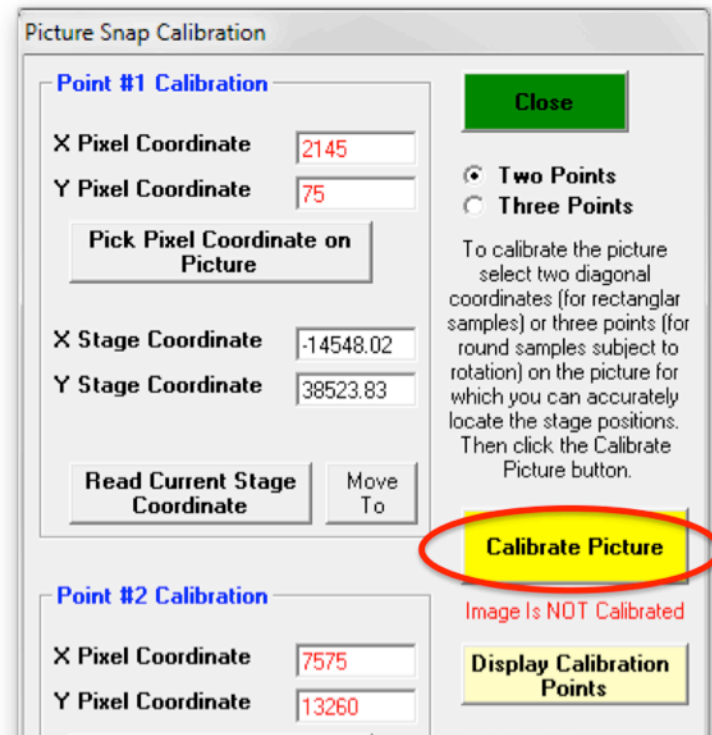 Picture Snap Calibration
Point #1 Calibration
X Pixel Coordinate
2145
Y Pixel Coordinate
75
Pick Pixel Coordinate on
Picture
X Stage Coordinate
-14548.02
Y Stage Coordinate
38523.83
Read Current Stage
Coordinate
Move
To
Point #2 Calibration
X Pixel Coordinate
7575
Y Pixel Coordinate
13260
Close
Two Points
Three Points
To calibrate the picture
select two diagonal
coordinates (for rectanglar
samples) or three points (for
round samples subject to
rotation) on the picture for
which you can accurately
locate the stage positions.
Then click the Calibrate
Picture button.
Calibrate Picture
Image Is NOT Calibrated
Display Calibration
Points